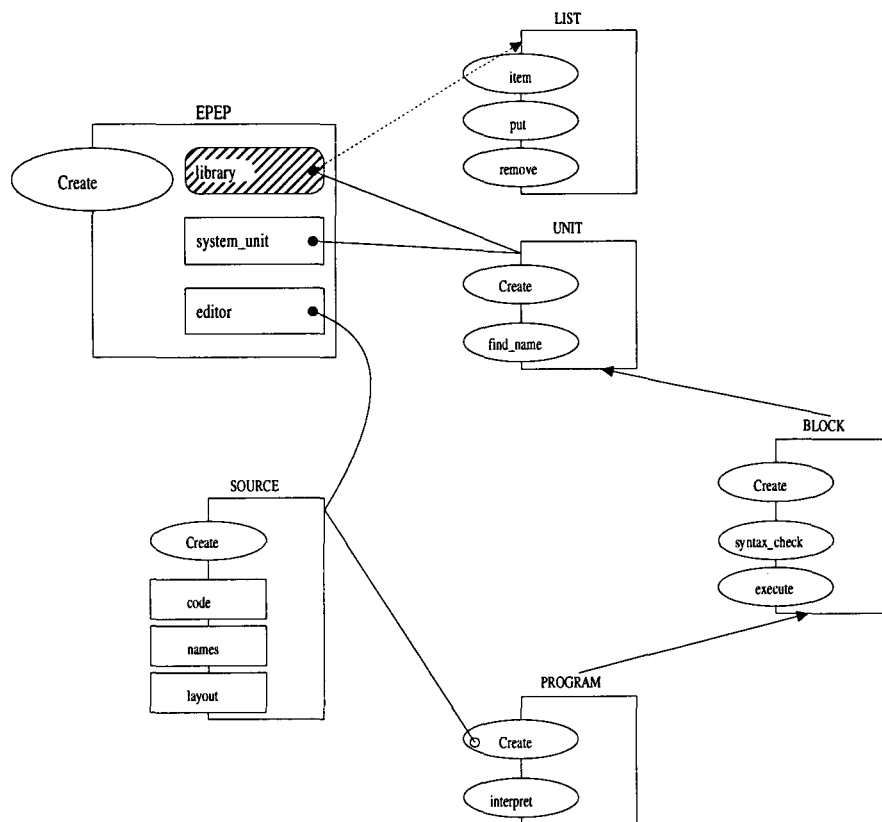 LIST
item
put
remove
EPEP
Create
library
system_unit
editor
UNIT
Create
find_name
BLOCK
Create
syntax_check
execute
SOURCE
Create
code
names
layout
PROGRAM
Create
interpret